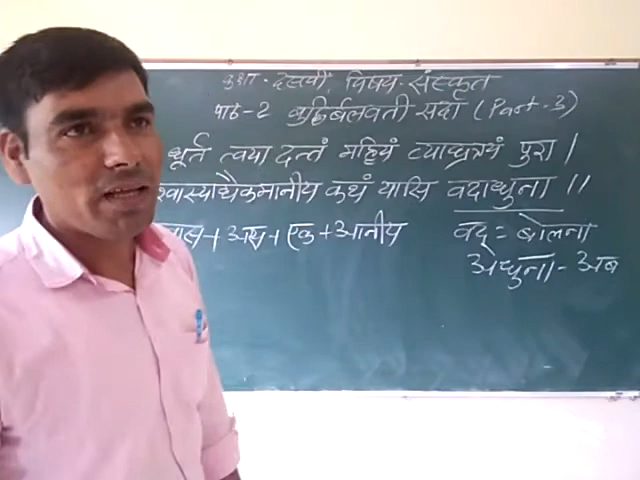 कक्षा - दसवीं, विषय - संस्कृत
पाठ - 2 बुद्धिर्बलवती सदा (Part - 3)
धूर्त त्वया दत्तं मह्यं व्याघ्रत्रयं पुरा |
श्वास्याद्यैकमानीय कथं यासि वदाधुना ||
+ अद्य + एक + आनीय वद् = बोलना
अधुना - अब